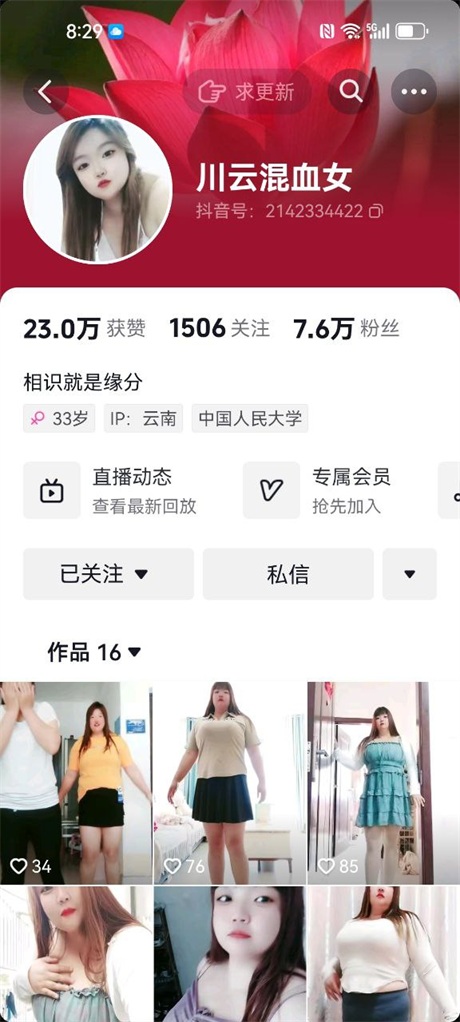 8:29
5G
求更新
川云混血女
抖音号：2142334422
23.0万 获赞 1506 关注 7.6万 粉丝
相识就是缘分
33岁 IP：云南 中国人民大学
直播动态 专属会员
查看最新回放 抢先加入
已关注 私信
作品 16
34 76 85